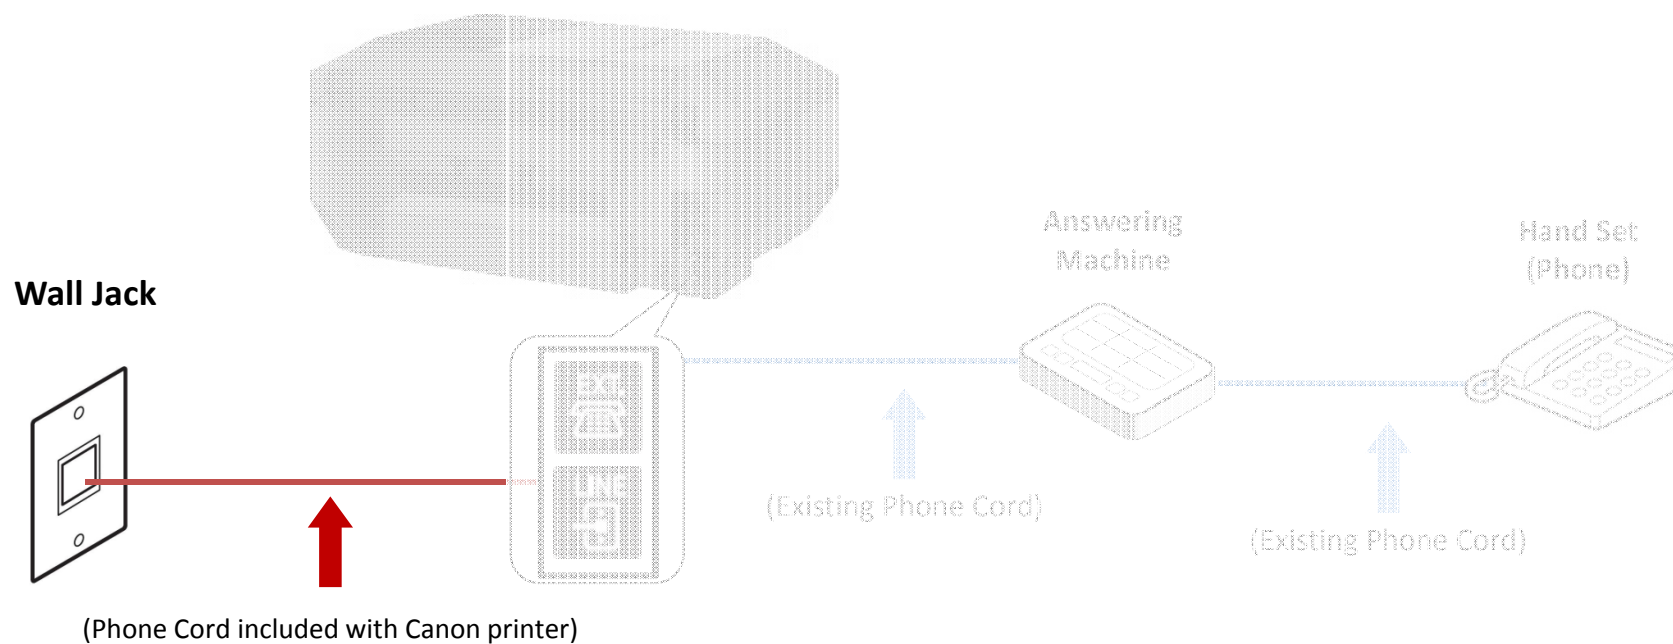 Answering
Machine
Hand Set
(Phone)
Wall Jack
EXT
LINE
(Existing Phone Cord)
(Existing Phone Cord)
(Phone Cord included with Canon printer)